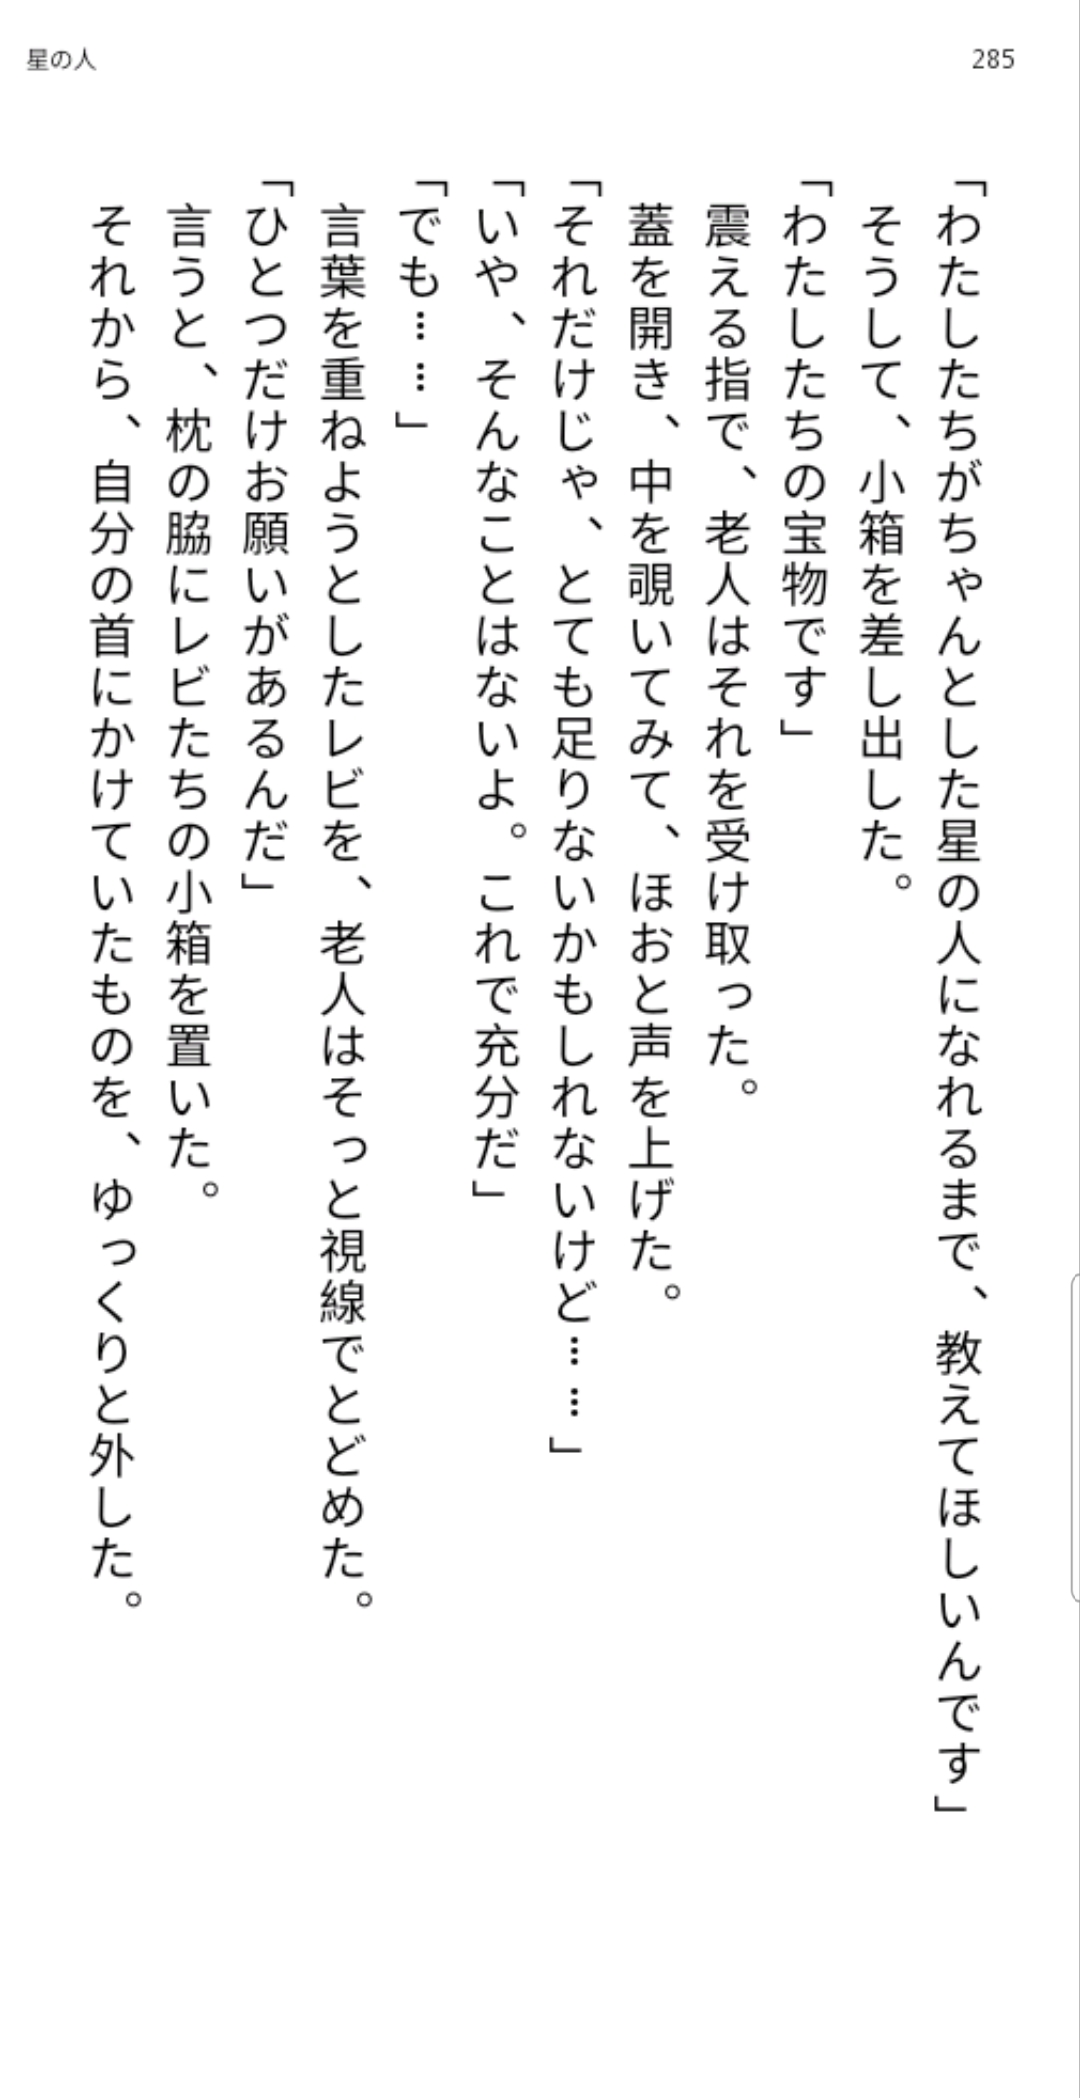 星の人
285
「わたしたちがちゃんとした星の人になれるまで、教えてほしいんです」
そうして、小箱を差し出した。
「わたしたちの宝物です」
震える指で、老人はそれを受け取った。
蓋を開き、中を覗いてみて、ほおと声を上げた。
「それだけじゃ、とても足りないかもしれないけど……」
「いや、そんなことはないよ。これで充分だ」
「でも……」
言葉を重ねようとしたレビを、老人はそっと視線でとどめた。
「ひとつだけお願いがあるんだ」
言うと、枕の脇にレビたちの小箱を置いた。
それから、自分の首にかけていたものを、ゆっくりと外した。